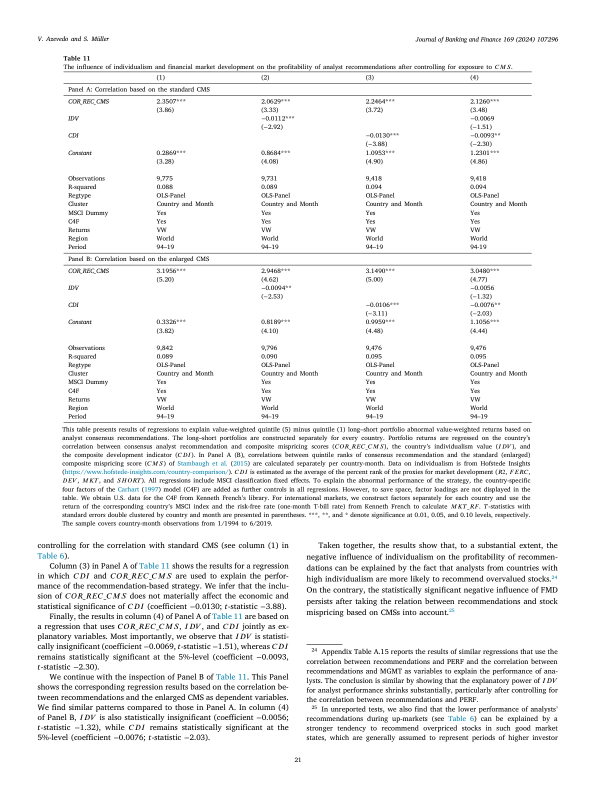 V. Azevedo and S. Müller
Journal of Banking and Finance 169 (2024) 107296
Table 11
The influence of individualism and financial market development on the profitability of analyst recommendations after controlling for exposure to CMS.
(1) (2) (3) (4)
Panel A: Correlation based on the standard CMS
COR_REC_CMS 2.3507*** 2.0629*** 2.2464*** 2.1260***
(3.86) (3.33) (3.72) (3.48)
IDV −0.0112*** −0.0069
(−2.92) (−1.51)
CDI −0.0130*** −0.0093**
(−3.88) (−2.30)
Constant 0.2869*** 0.8684*** 1.0953*** 1.2301***
(3.28) (4.08) (4.90) (4.86)
Observations 9,775 9,731 9,418 9,418
R-squared 0.088 0.089 0.094 0.094
Regtype OLS-Panel OLS-Panel OLS-Panel OLS-Panel
Cluster Country and Month Country and Month Country and Month Country and Month
MSCI Dummy Yes Yes Yes Yes
C4F Yes Yes Yes Yes
Returns VW VW VW VW
Region World World World World
Period 94–19 94–19 94–19 94-19
Panel B: Correlation based on the enlarged CMS
COR_REC_CMS 3.1956*** 2.9468*** 3.1490*** 3.0480***
(5.20) (4.62) (5.00) (4.77)
IDV −0.0094** −0.0056
(−2.53) (−1.32)
CDI −0.0106*** −0.0076**
(−3.11) (−2.03)
Constant 0.3326*** 0.8189*** 0.9959*** 1.1056***
(3.82) (4.10) (4.48) (4.44)
Observations 9,842 9,796 9,476 9,476
R-squared 0.089 0.090 0.095 0.095
Regtype OLS-Panel OLS-Panel OLS-Panel OLS-Panel
Cluster Country and Month Country and Month Country and Month Country and Month
MSCI Dummy Yes Yes Yes Yes
C4F Yes Yes Yes Yes
Returns VW VW VW VW
Region World World World World
Period 94–19 94–19 94–19 94–19
This table presents results of regressions to explain value-weighted quintile (5) minus quintile (1) long–short portfolio abnormal value-weighted returns based on
analyst consensus recommendations. The long–short portfolios are constructed separately for every country. Portfolio returns are regressed on the country's
correlation between consensus analyst recommendation and composite mispricing scores (COR_REC_CMS), the country's individualism value (IDV), and
the composite development indicator (CDI). In Panel A (B), correlations between quintile ranks of consensus recommendation and the standard (enlarged)
composite mispricing score (CMS) of Stambaugh et al. (2015) are calculated separately per country-month. Data on individualism is from Hofstede Insights
(https://www.hofstede-insights.com/country-comparison/). CDI is estimated as the average of the percent rank of the proxies for market development (R2, FERC,
DEV, MKT, and SHORT). All regressions include MSCI classification fixed effects. To explain the abnormal performance of the strategy, the country-specific
four factors of the Carhart (1997) model (C4F) are added as further controls in all regressions. However, to save space, factor loadings are not displayed in the
table. We obtain U.S. data for the C4F from Kenneth French's library. For international markets, we construct factors separately for each country and use the
return of the corresponding country's MSCI index and the risk-free rate (one-month T-bill rate) from Kenneth French to calculate MKT_RF. T-statistics with
standard errors double clustered by country and month are presented in parentheses. ***, **, and * denote significance at 0.01, 0.05, and 0.10 levels, respectively.
The sample covers country-month observations from 1/1994 to 6/2019.
controlling for the correlation with standard CMS (see column (1) in
Table 6).
Column (3) in Panel A of Table 11 shows the results for a regression
in which CDI and COR_REC_CMS are used to explain the perfor-
mance of the recommendation-based strategy. We infer that the inclu-
sion of COR_REC_CMS does not materially affect the economic and
statistical significance of CDI (coefficient −0.0130; t-statistic −3.88).
Finally, the results in column (4) of Panel A of Table 11 are based on
a regression that uses COR_REC_CMS, IDV, and CDI jointly as ex-
planatory variables. Most importantly, we observe that IDV is statisti-
cally insignificant (coefficient −0.0069, t-statistic −1.51), whereas CDI
remains statistically significant at the 5%-level (coefficient −0.0093,
t-statistic −2.30).
We continue with the inspection of Panel B of Table 11. This Panel
shows the corresponding regression results based on the correlation be-
tween recommendations and the enlarged CMS as dependent variables.
We find similar patterns compared to those in Panel A. In column (4)
of Panel B, IDV is also statistically insignificant (coefficient −0.0056;
t-statistic −1.32), while CDI remains statistically significant at the
5%-level (coefficient −0.0076; t-statistic −2.03).
Taken together, the results show that, to a substantial extent, the
negative influence of individualism on the profitability of recommen-
dations can be explained by the fact that analysts from countries with
high individualism are more likely to recommend overvalued stocks.24
On the contrary, the statistically significant negative influence of FMD
persists after taking the relation between recommendations and stock
mispricing based on CMSs into account.25
24 Appendix Table A.15 reports the results of similar regressions that use the
correlation between recommendations and PERF and the correlation between
recommendations and MGMT as variables to explain the performance of ana-
lysts. The conclusion is similar by showing that the explanatory power of IDV
for analyst performance shrinks substantially, particularly after controlling for
the correlation between recommendations and PERF.
25 In unreported tests, we also find that the lower performance of analysts'
recommendations during up-markets (see Table 6) can be explained by a
stronger tendency to recommend overpriced stocks in such good market
states, which are generally assumed to represent periods of higher investor
21